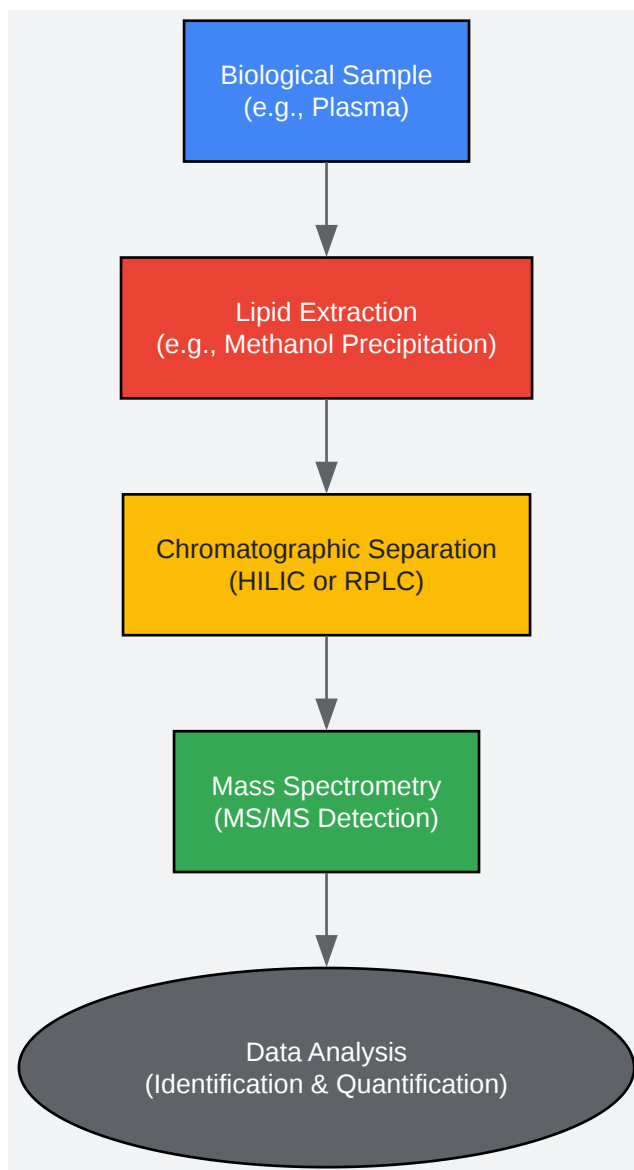 Biological Sample
(e.g., Plasma)
Lipid Extraction
(e.g., Methanol Precipitation)
Chromatographic Separation
(HILIC or RPLC)
Mass Spectrometry
(MS/MS Detection)
Data Analysis
(Identification & Quantification)